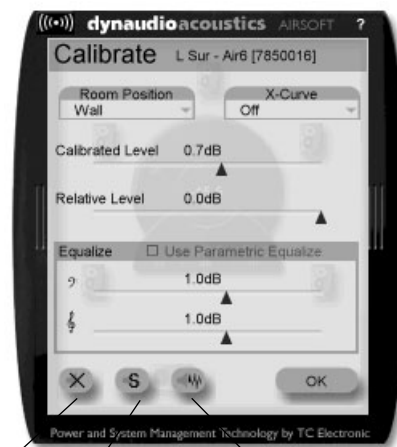 ((•)) dynaudioacoustics AIRSOFT ?
Calibrate L Sur - Air6 [7850016]
Room Position X-Curve
Wall Off
Calibrated Level 0.7dB
Relative Level 0.0dB
Equalize ☐ Use Parametric Equalize
1.0dB
1.0dB
X S OK
Power and System Management Technology by TC Electronic